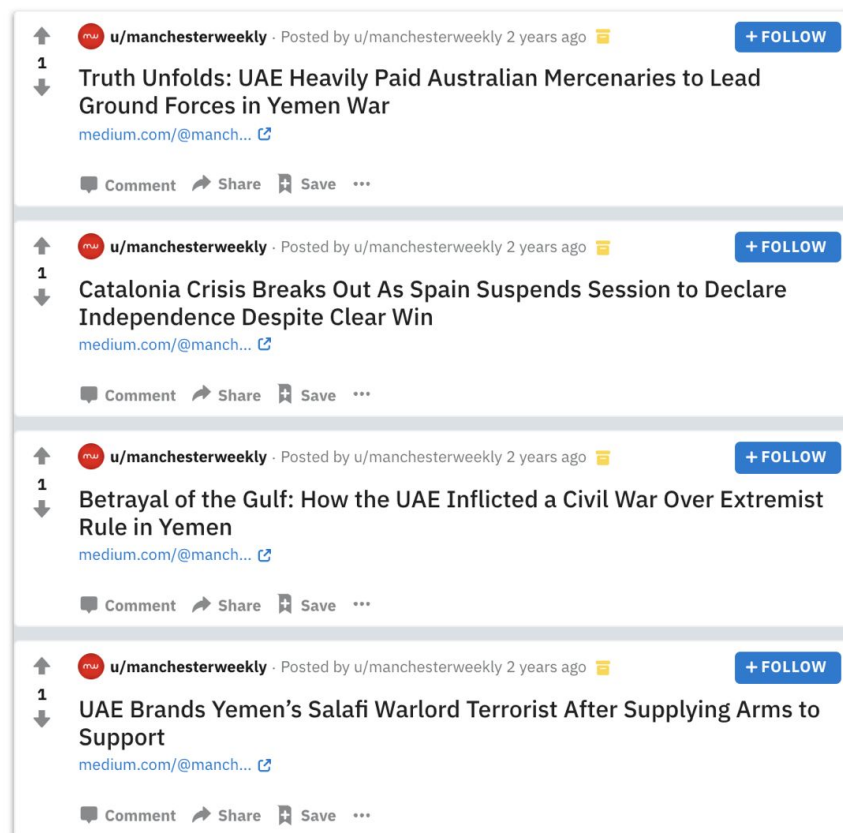 mw u/manchesterweekly · Posted by u/manchesterweekly 2 years ago + FOLLOW
1
Truth Unfolds: UAE Heavily Paid Australian Mercenaries to Lead
Ground Forces in Yemen War
medium.com/@manch...
Comment Share Save ...
mw u/manchesterweekly · Posted by u/manchesterweekly 2 years ago + FOLLOW
1
Catalonia Crisis Breaks Out As Spain Suspends Session to Declare
Independence Despite Clear Win
medium.com/@manch...
Comment Share Save ...
mw u/manchesterweekly · Posted by u/manchesterweekly 2 years ago + FOLLOW
1
Betrayal of the Gulf: How the UAE Inflicted a Civil War Over Extremist
Rule in Yemen
medium.com/@manch...
Comment Share Save ...
mw u/manchesterweekly · Posted by u/manchesterweekly 2 years ago + FOLLOW
1
UAE Brands Yemen’s Salafi Warlord Terrorist After Supplying Arms to
Support
medium.com/@manch...
Comment Share Save ...